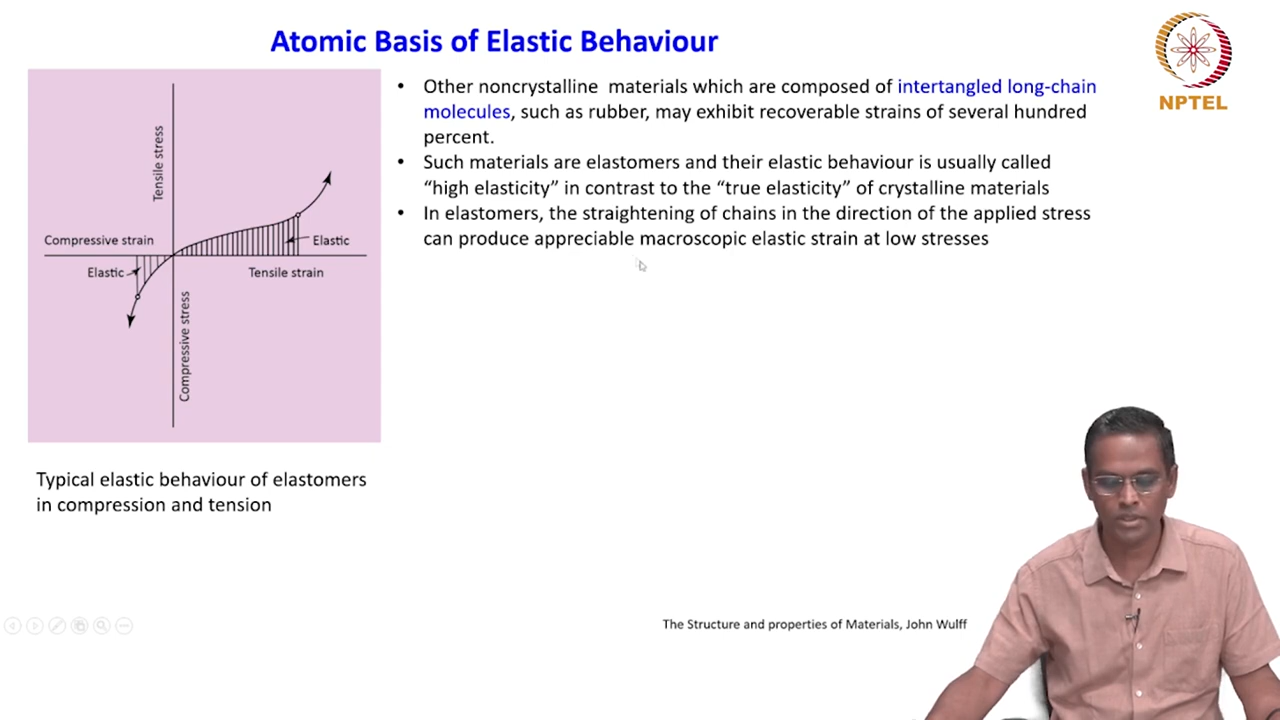 Atomic Basis of Elastic Behaviour
NPTEL
• Other noncrystalline materials which are composed of intertangled long-chain
molecules, such as rubber, may exhibit recoverable strains of several hundred
percent.
• Such materials are elastomers and their elastic behaviour is usually called
“high elasticity” in contrast to the “true elasticity” of crystalline materials
• In elastomers, the straightening of chains in the direction of the applied stress
can produce appreciable macroscopic elastic strain at low stresses
Tensile stress
Compressive strain
Elastic
Elastic
Tensile strain
Compressive stress
Typical elastic behaviour of elastomers
in compression and tension
The Structure and properties of Materials, John Wulff